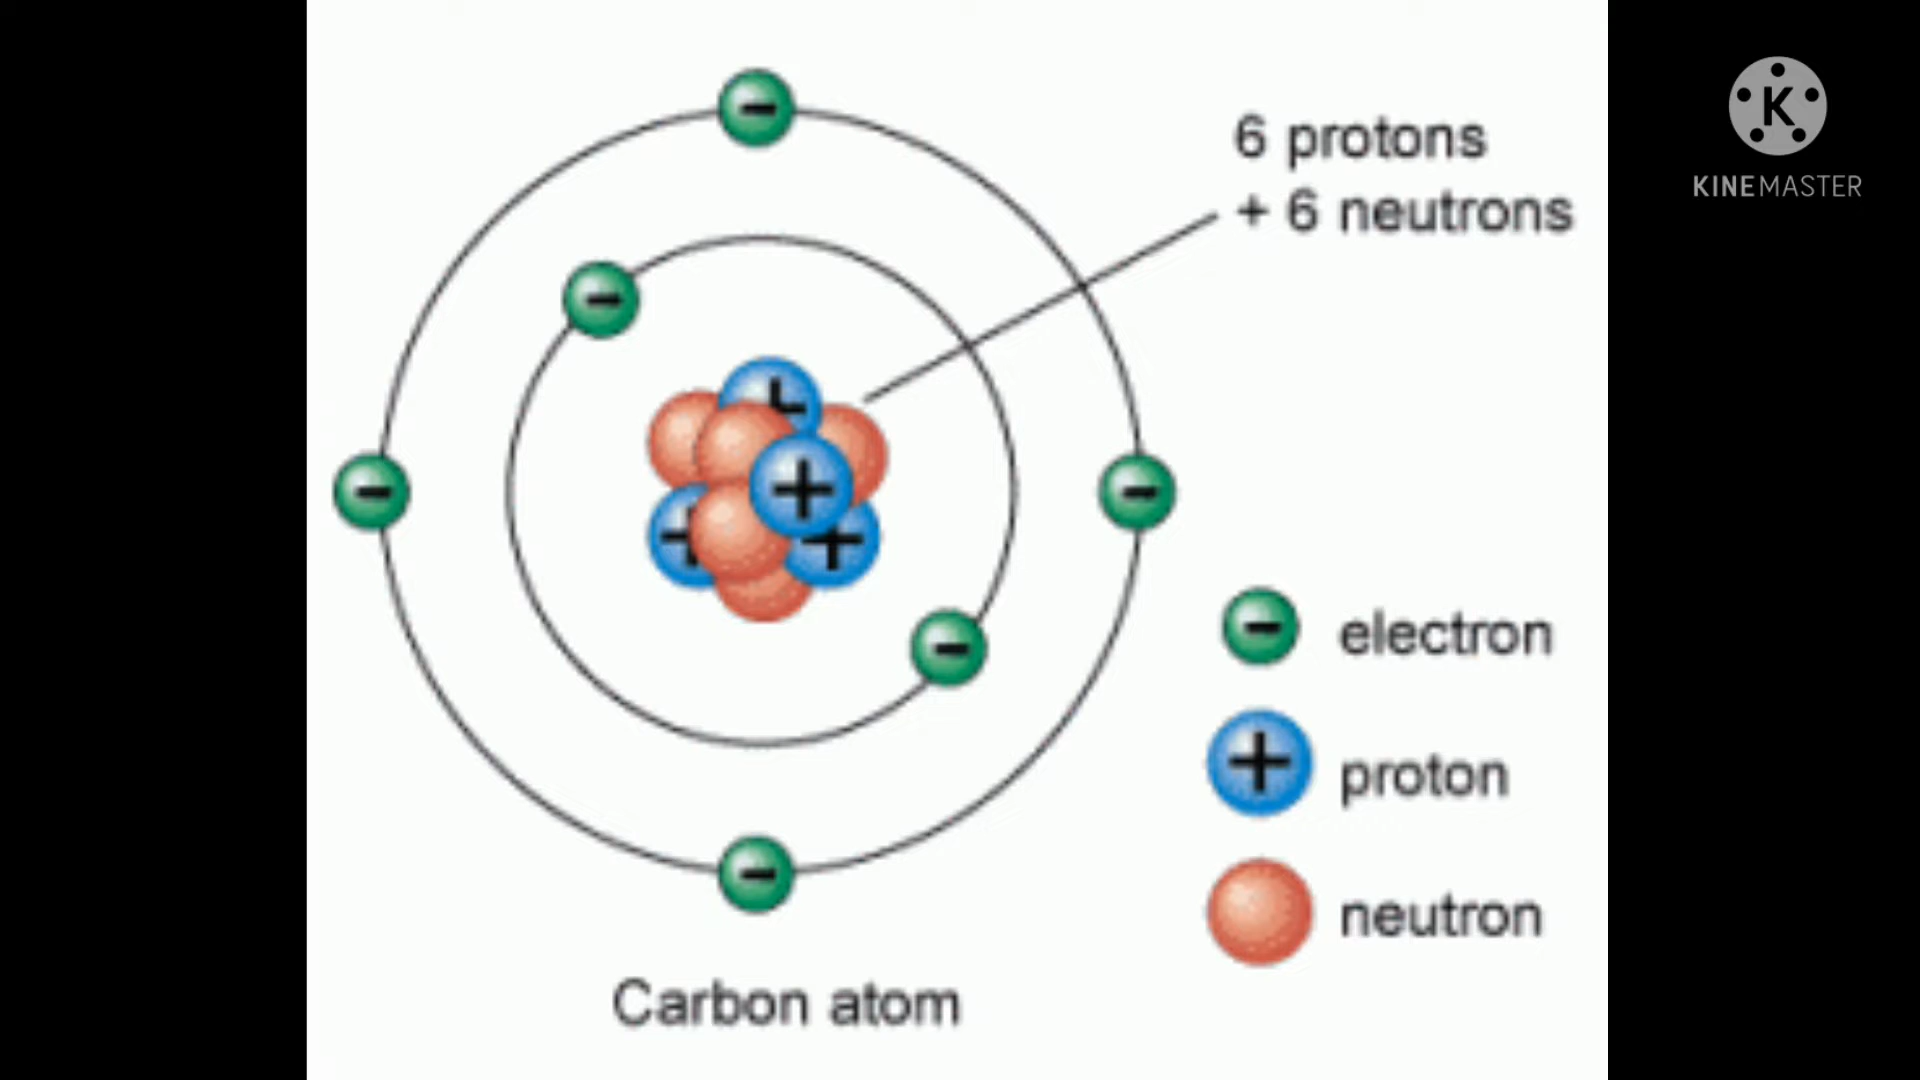 6 protons
+ 6 neutrons
K
KINEMASTER
electron
proton
neutron
Carbon atom